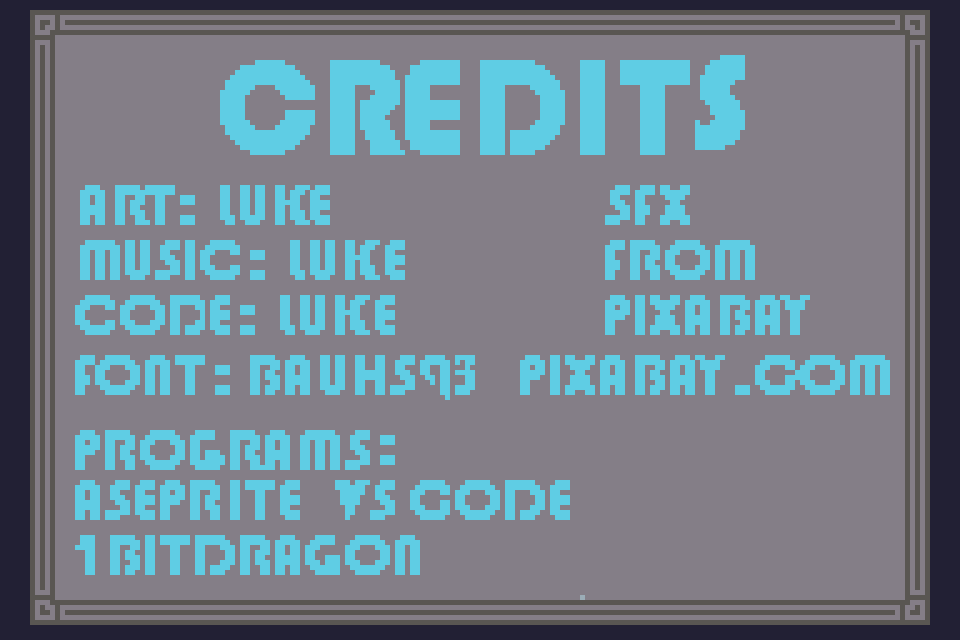 CREDITS
ART: LUKE
MUSIC: LUKE
CODE: LUKE
FONT: BAUHS93
SFX
FROM
PIXABAY
PIXABAY.COM
PROGRAMS:
ASEPRITE VSCODE
1BITDRAGON